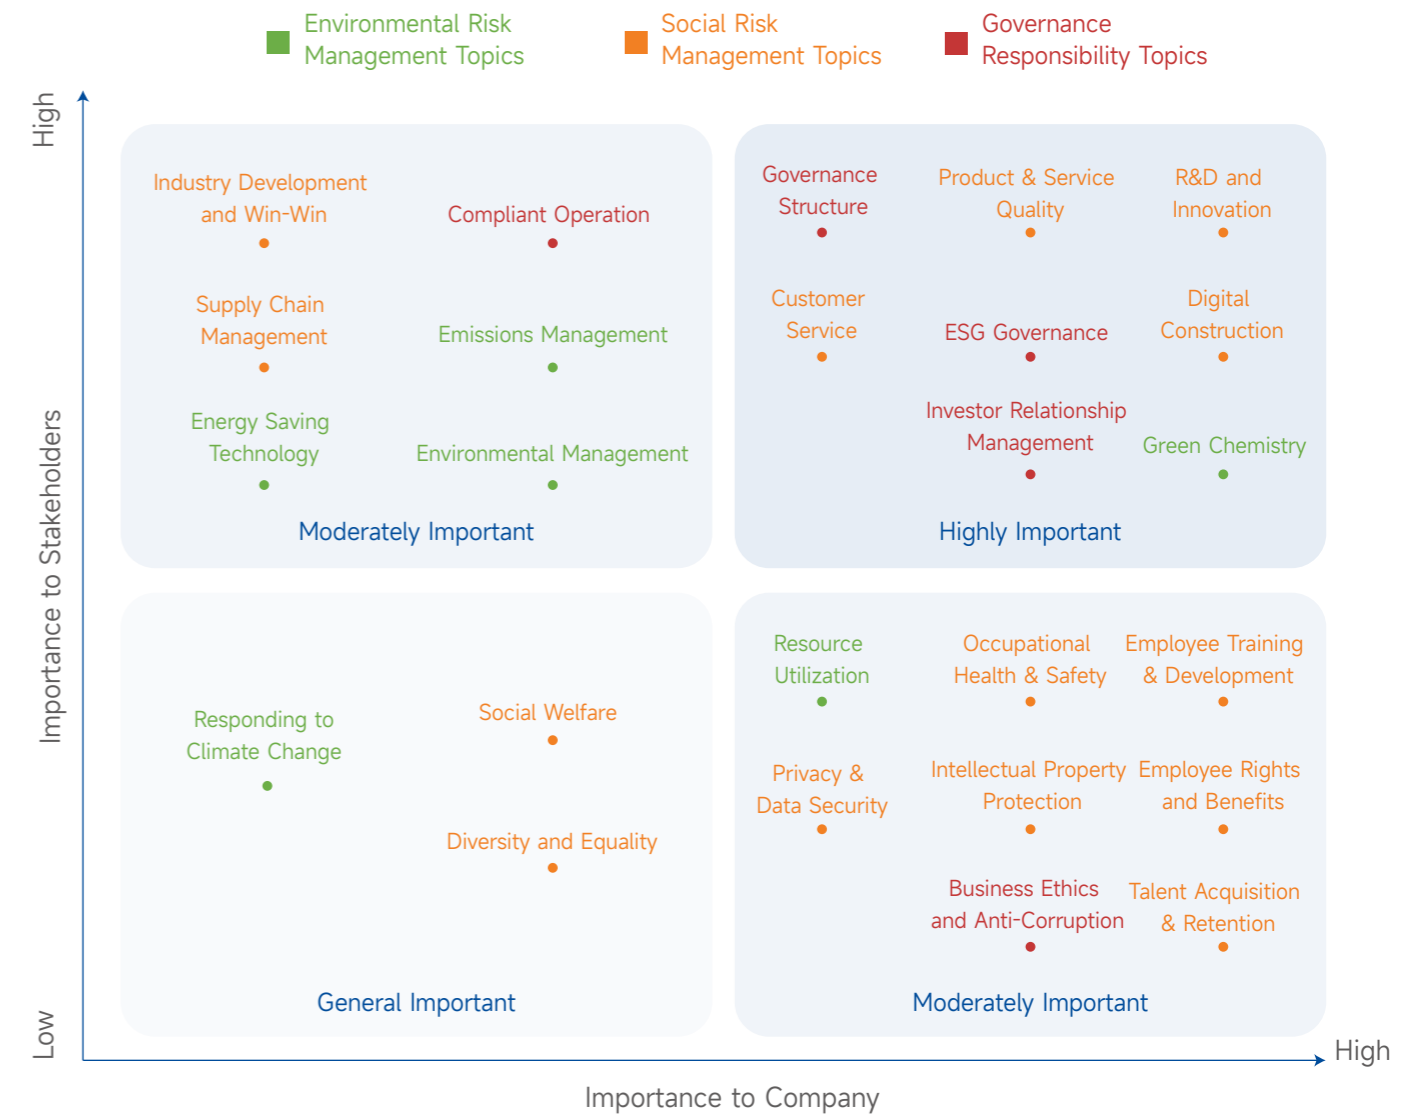 Environmental Risk
Management Topics
Social Risk
Management Topics
Governance
Responsibility Topics
High
Importance to Stakeholders
Low
Industry Development
and Win-Win
Compliant Operation
Supply Chain
Management
Emissions Management
Energy Saving
Technology
Environmental Management
Moderately Important
Governance
Structure
Product & Service
Quality
R&D and
Innovation
Customer
Service
ESG Governance
Digital
Construction
Investor Relationship
Management
Green Chemistry
Highly Important
Responding to
Climate Change
Social Welfare
Diversity and Equality
General Important
Resource
Utilization
Occupational
Health & Safety
Employee Training
& Development
Privacy &
Data Security
Intellectual Property
Protection
Employee Rights
and Benefits
Business Ethics
and Anti-Corruption
Talent Acquisition
& Retention
Moderately Important
High
Importance to Company